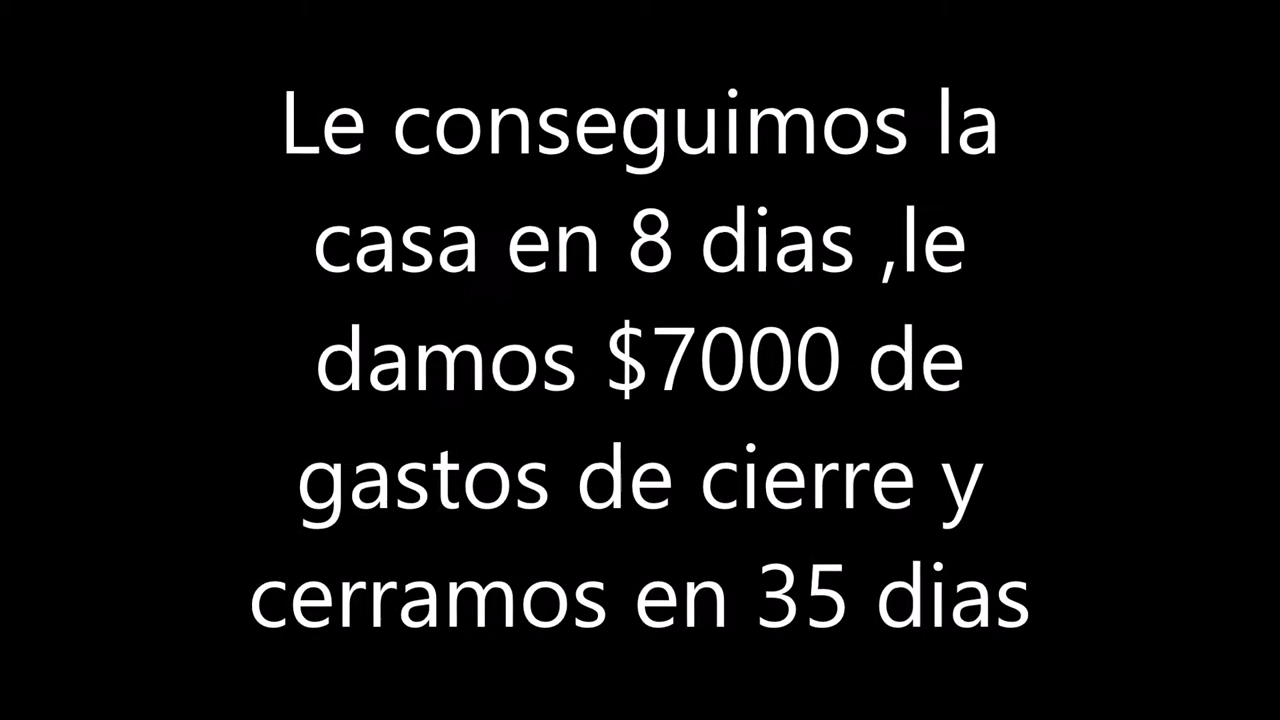 Le conseguimos la
casa en 8 dias ,le
damos $7000 de
gastos de cierre y
cerramos en 35 dias